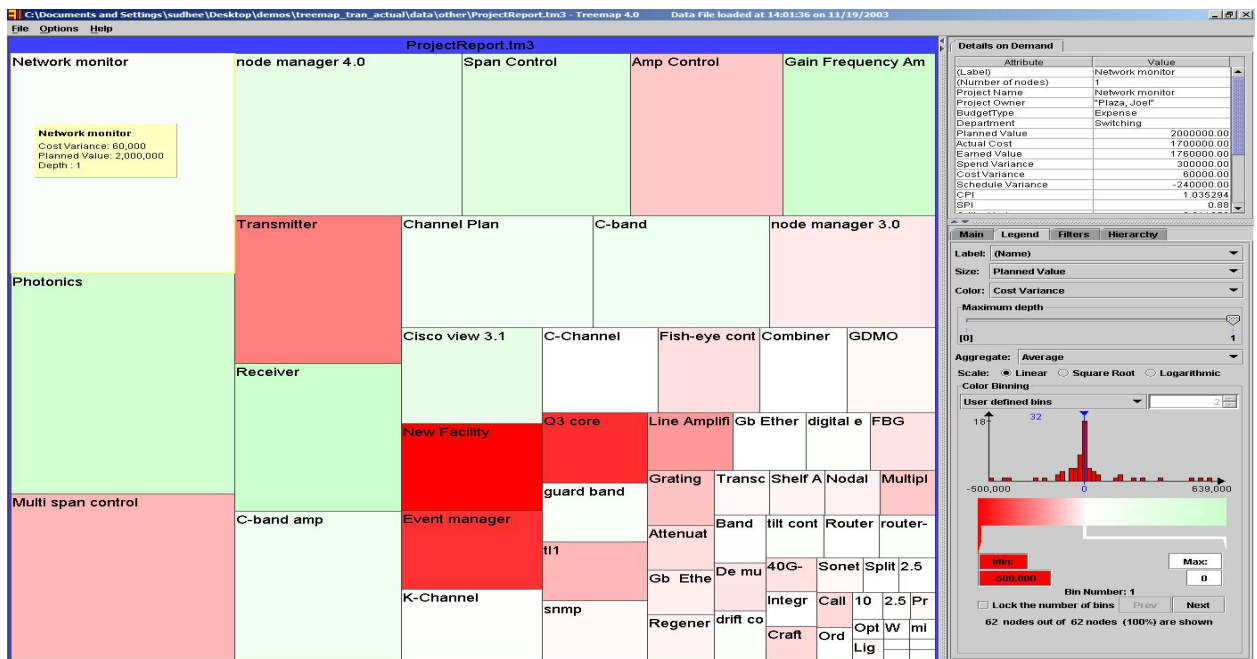 C:\Documents and Settings\sudhee\Desktop\demos\treemap_tran_actual\data\other\ProjectReport.tm3 - Treemap 4.0 Data File loaded at 14:01:36 on 11/19/2003
File Options Help
ProjectReport.tm3
Network monitor
node manager 4.0
Span Control
Amp Control
Gain Frequency Am
Network monitor
Cost Variance: 60,000
Planned Value: 2,000,000
Depth : 1
Transmitter
Channel Plan
C-band
node manager 3.0
Photonics
Cisco view 3.1
C-Channel
Fish-eye cont
Combiner
GDMO
Receiver
New Facility
Q3 core
Line Amplifi
Gb Ether
digital e
FBG
Grating
Transc
Shelf A
Nodal
Multipl
guard band
Multi span control
C-band amp
Event manager
Attenuat
Band
tilt cont
Router
router-
tl1
Gb Ethe
De mu
40G-
Sonet
Split
2.5
K-Channel
snmp
Regener
drift co
Integr
Call
10
2.5
Pr
Craft
Ord
Opt
W
mi
Lig
Details on Demand
Attribute Value
(Label) Network monitor
(Number of nodes) 1
Project Name Network monitor
Project Owner "Plaza, Joel"
BudgetType Expense
Department Switching
Planned Value 2000000.00
Actual Cost 1700000.00
Earned Value 1760000.00
Spend Variance 300000.00
Cost Variance 60000.00
Schedule Variance -240000.00
CPI 1.035294
SPI 0.88
Main Legend Filters Hierarchy
Label: (Name)
Size: Planned Value
Color: Cost Variance
Maximum depth
[0] 1
Aggregate: Average
Scale: Linear Square Root Logarithmic
Color Binning
User defined bins 2
18 32
-500,000 0 639,000
Min: Max:
-500,000 0
Bin Number: 1
Lock the number of bins Prev Next
62 nodes out of 62 nodes (100%) are shown